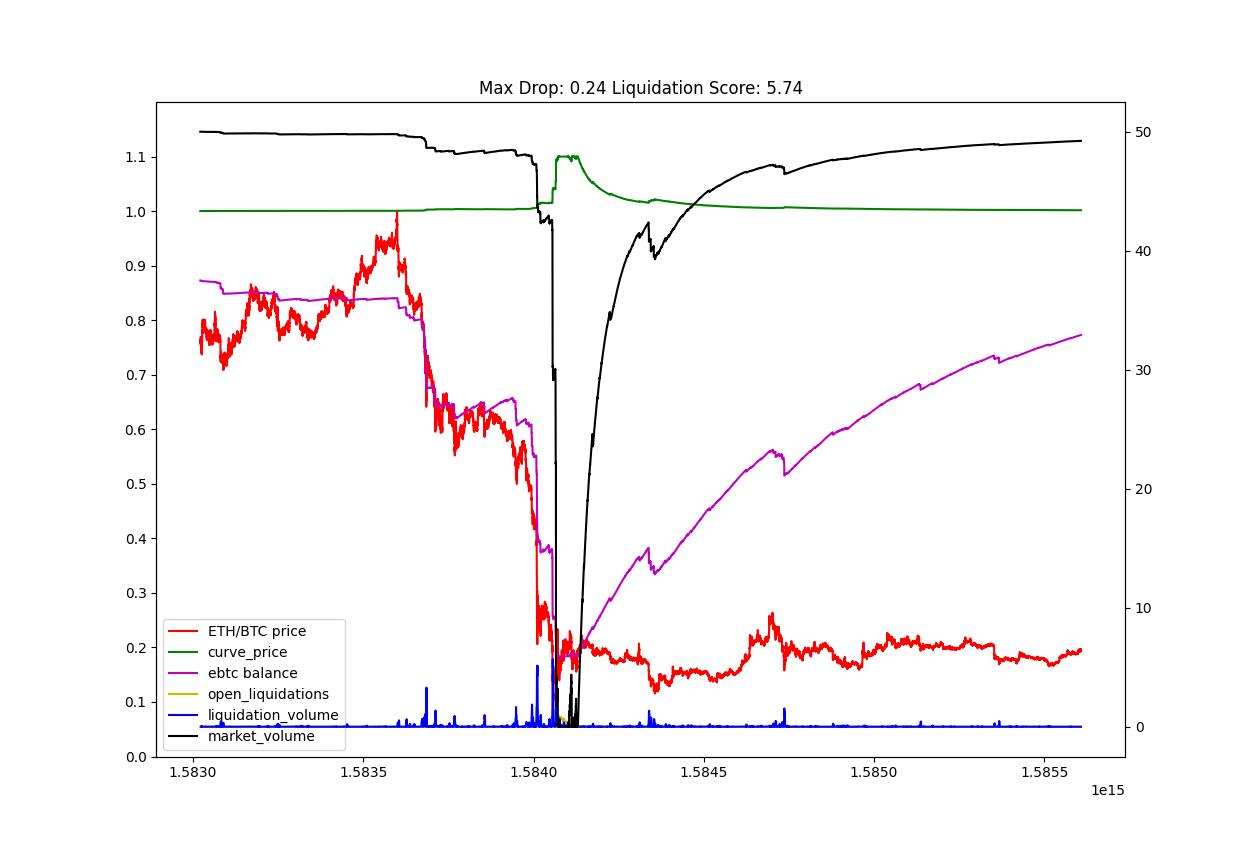 Max Drop: 0.24 Liquidation Score: 5.74
1.1
1.0
0.9
0.8
0.7
0.6
0.5
0.4
0.3
0.2
0.1
0.0
50
40
30
20
10
0
ETH/BTC price
curve_price
ebtc balance
open_liquidations
liquidation_volume
market_volume
1.5830 1.5835 1.5840 1.5845 1.5850 1.5855
1e15